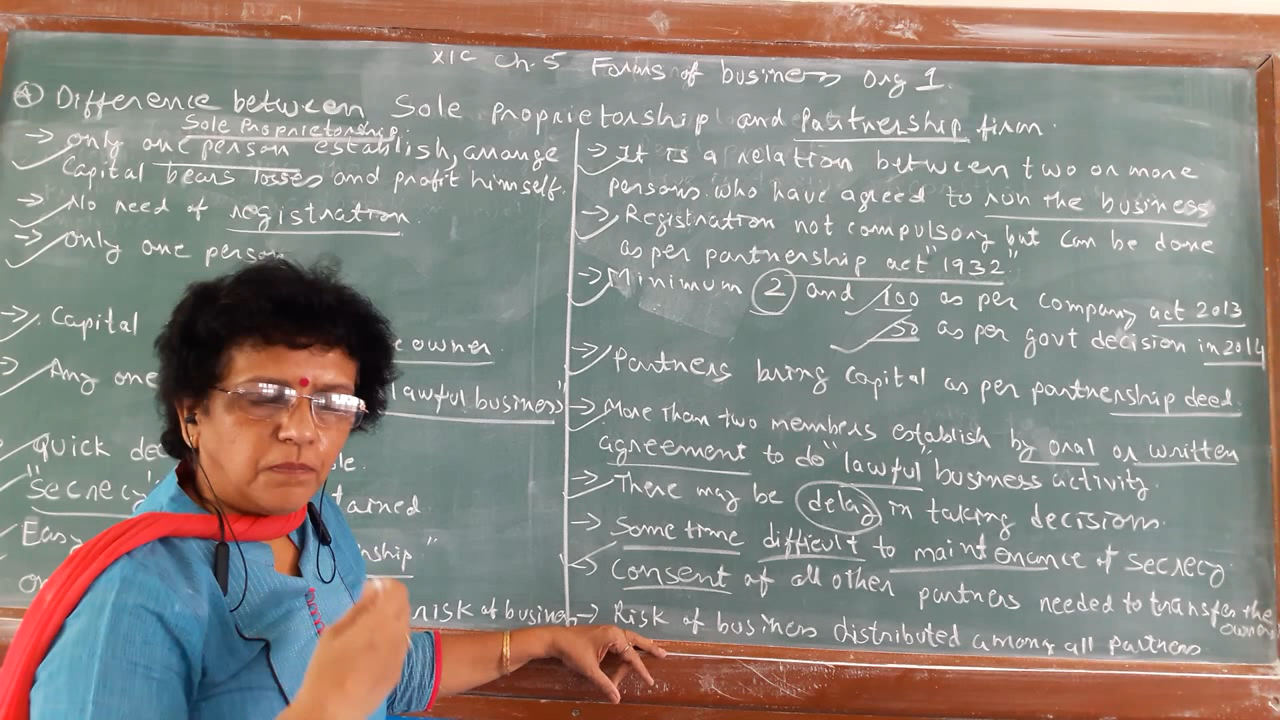 XIC Ch. 5 Forms of business org 1.
(A) Difference between Sole Proprietorship and Partnership firm.
Sole Proprietorship.
→ only one person establish, arrange
Capital bears losses and profit himself.
→ No need of registration.
→ only one person
→ Capital owner.
→ Any one "lawful business"
quick
"Secrecy"
Easy "
risk of business
→ It is a relation between two or more
persons who have agreed to run the business
→ Registration not compulsory but can be done
as per partnership act "1932"
→ Minimum 2 and 100 as per company act 2013
50 as per govt decision in 2014
→ Partners bring capital as per partnership deed.
→ More than two members establish by oral or written
agreement to do "lawful" business activity.
→ There may be delay in taking decisions.
→ Some time difficult to maintenance of secrecy
→ Consent of all other partners needed to transfer the
→ Risk of business distributed among all Partners